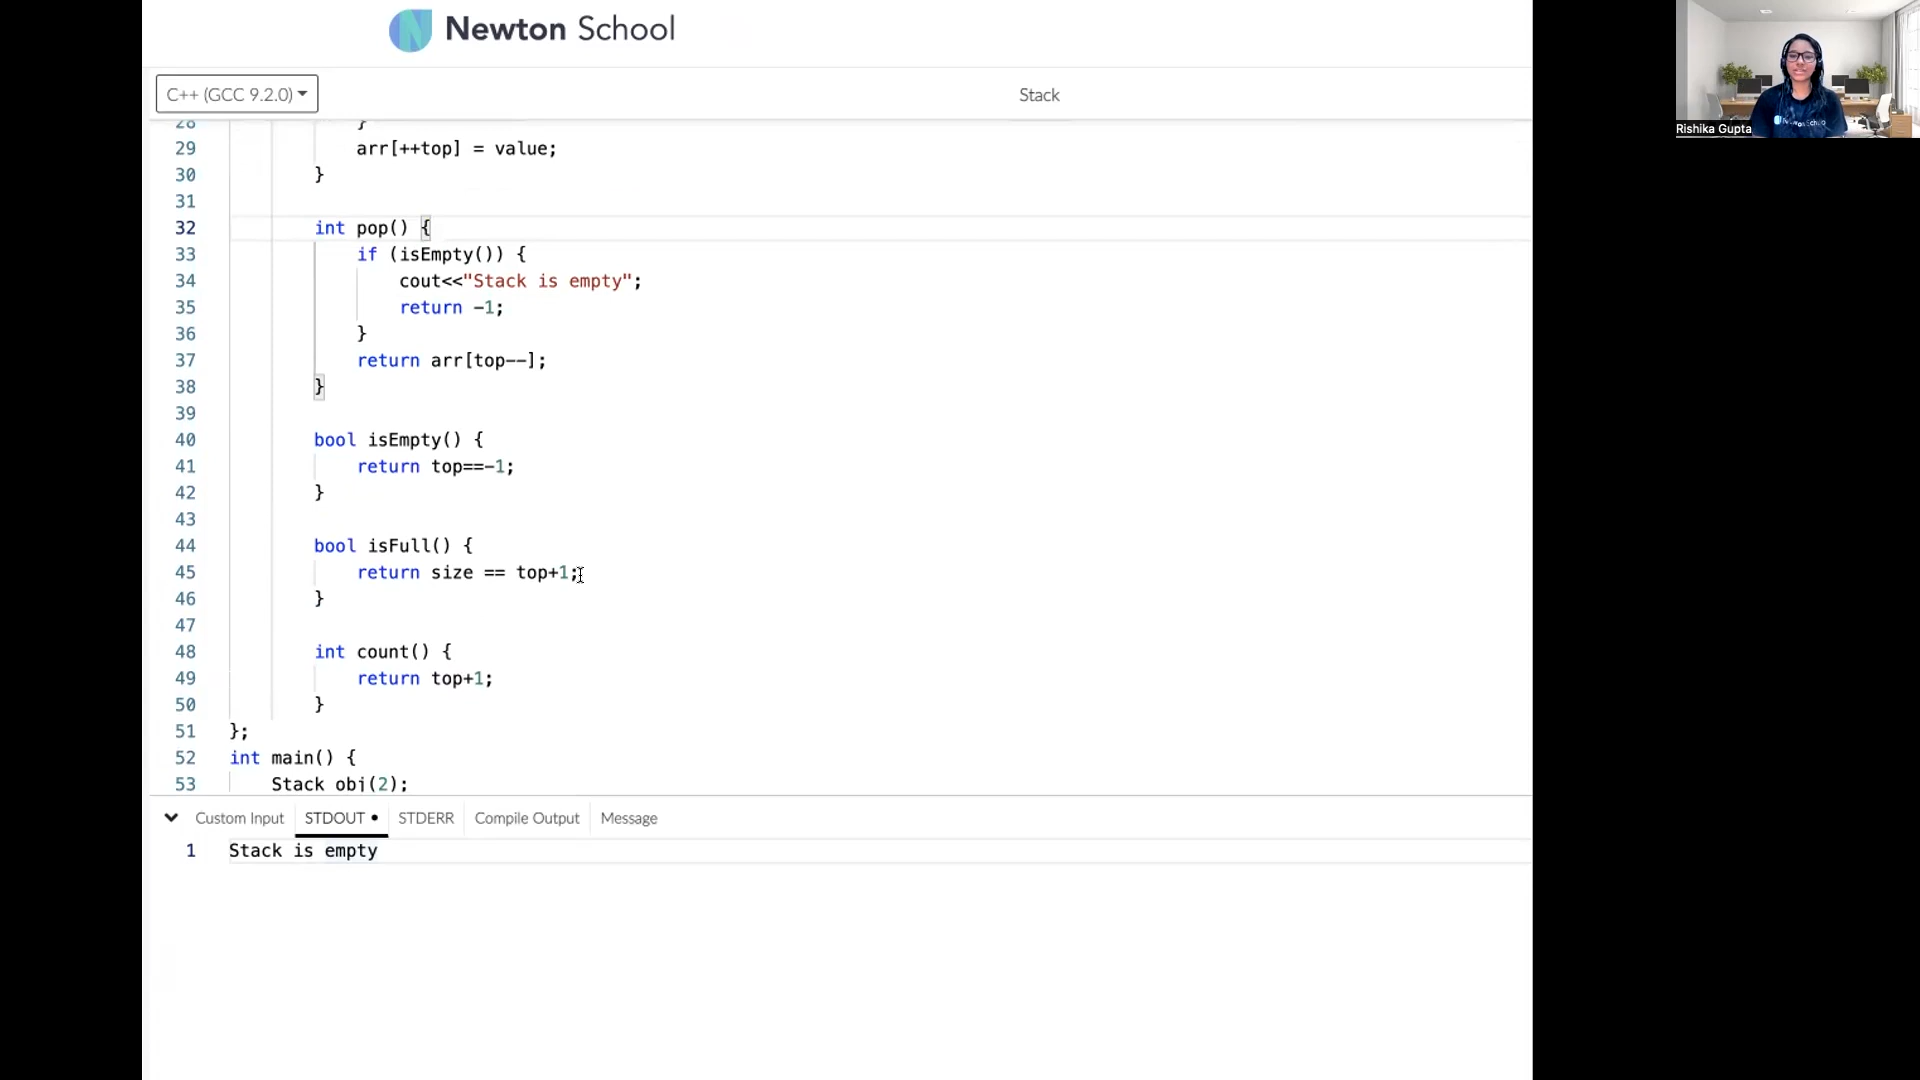 Newton School
C++ (GCC 9.2.0)
Stack
28 }
29 arr[++top] = value;
30 }
31
32 int pop() {
33 if (isEmpty()) {
34 cout<<"Stack is empty";
35 return -1;
36 }
37 return arr[top--];
38 }
39
40 bool isEmpty() {
41 return top==-1;
42 }
43
44 bool isFull() {
45 return size == top+1;
46 }
47
48 int count() {
49 return top+1;
50 }
51 };
52 int main() {
53 Stack obj(2);
Custom Input STDOUT • STDERR Compile Output Message
1 Stack is empty
Newton School
Rishika Gupta